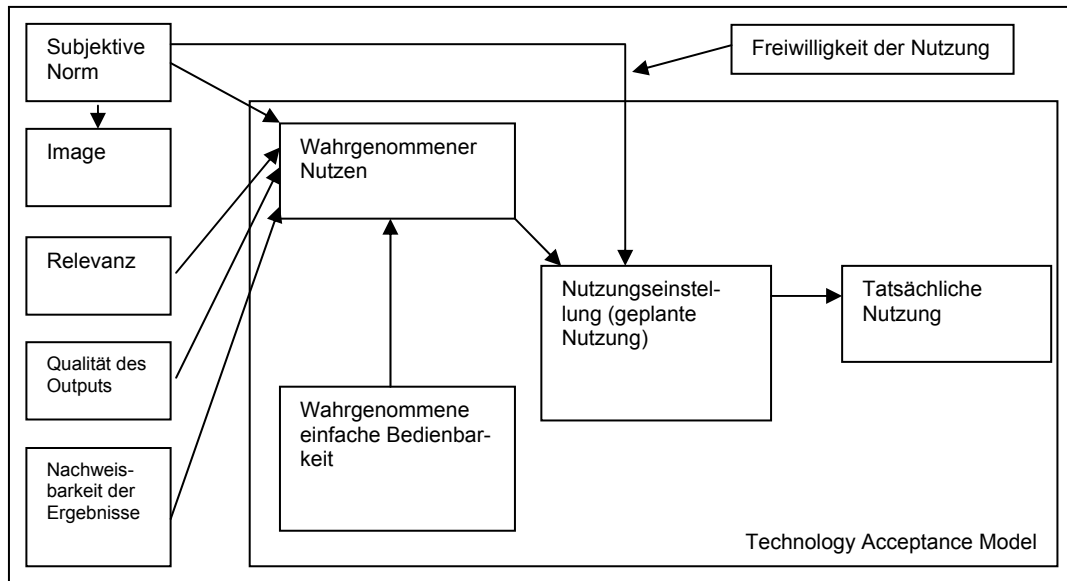 Subjektive
Norm
Freiwilligkeit der Nutzung
Image
Wahrgenommener
Nutzen
Relevanz
Nutzungseinstel-
lung (geplante
Nutzung)
Tatsächliche
Nutzung
Qualität des
Outputs
Wahrgenommene
einfache Bedienbar-
keit
Nachweis-
barkeit der
Ergebnisse
Technology Acceptance Model